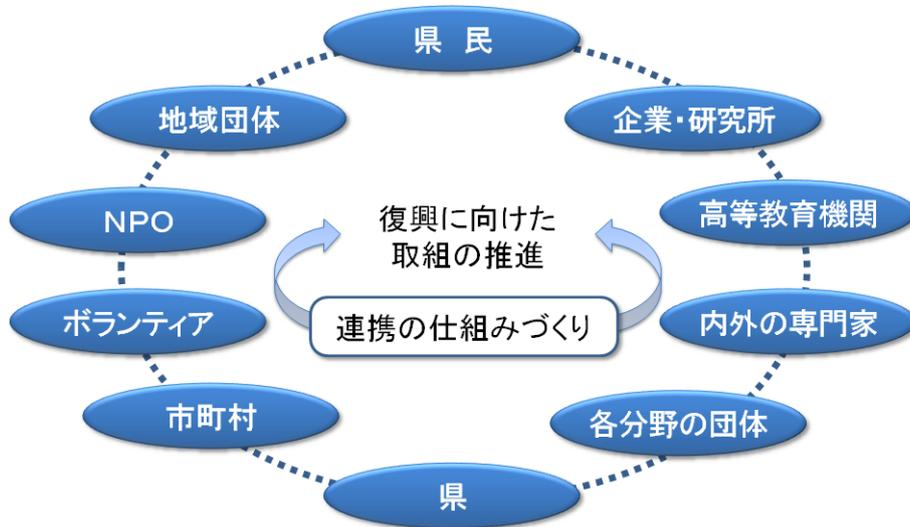 県 民
地域団体
企業・研究所
NPO
高等教育機関
復興に向けた
取組の推進
ボランティア
連携の仕組みづくり
内外の専門家
市町村
各分野の団体
県